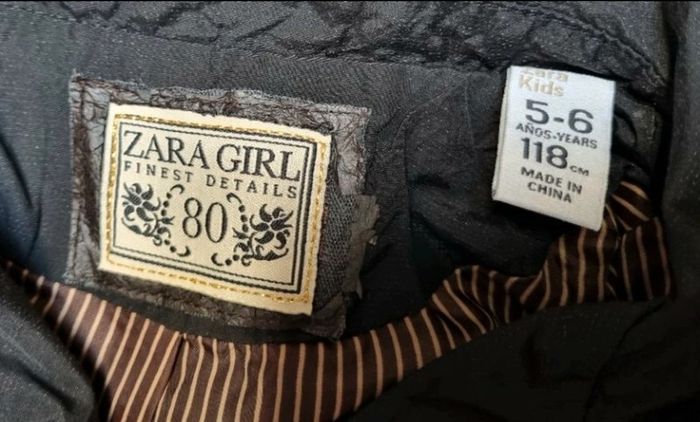 ZARA GIRL
FINEST DETAILS
80
Zara
Kids
5-6
AÑOS-YEARS
118 CM
MADE IN
CHINA